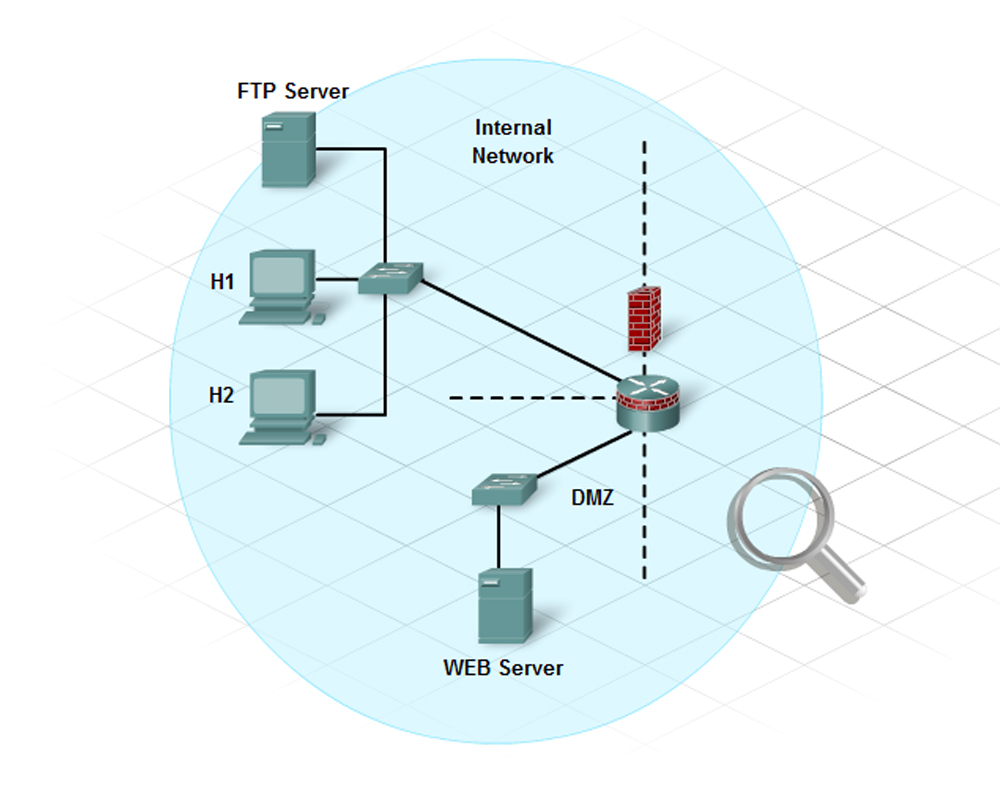 FTP Server
Internal
Network
H1
H2
DMZ
WEB Server